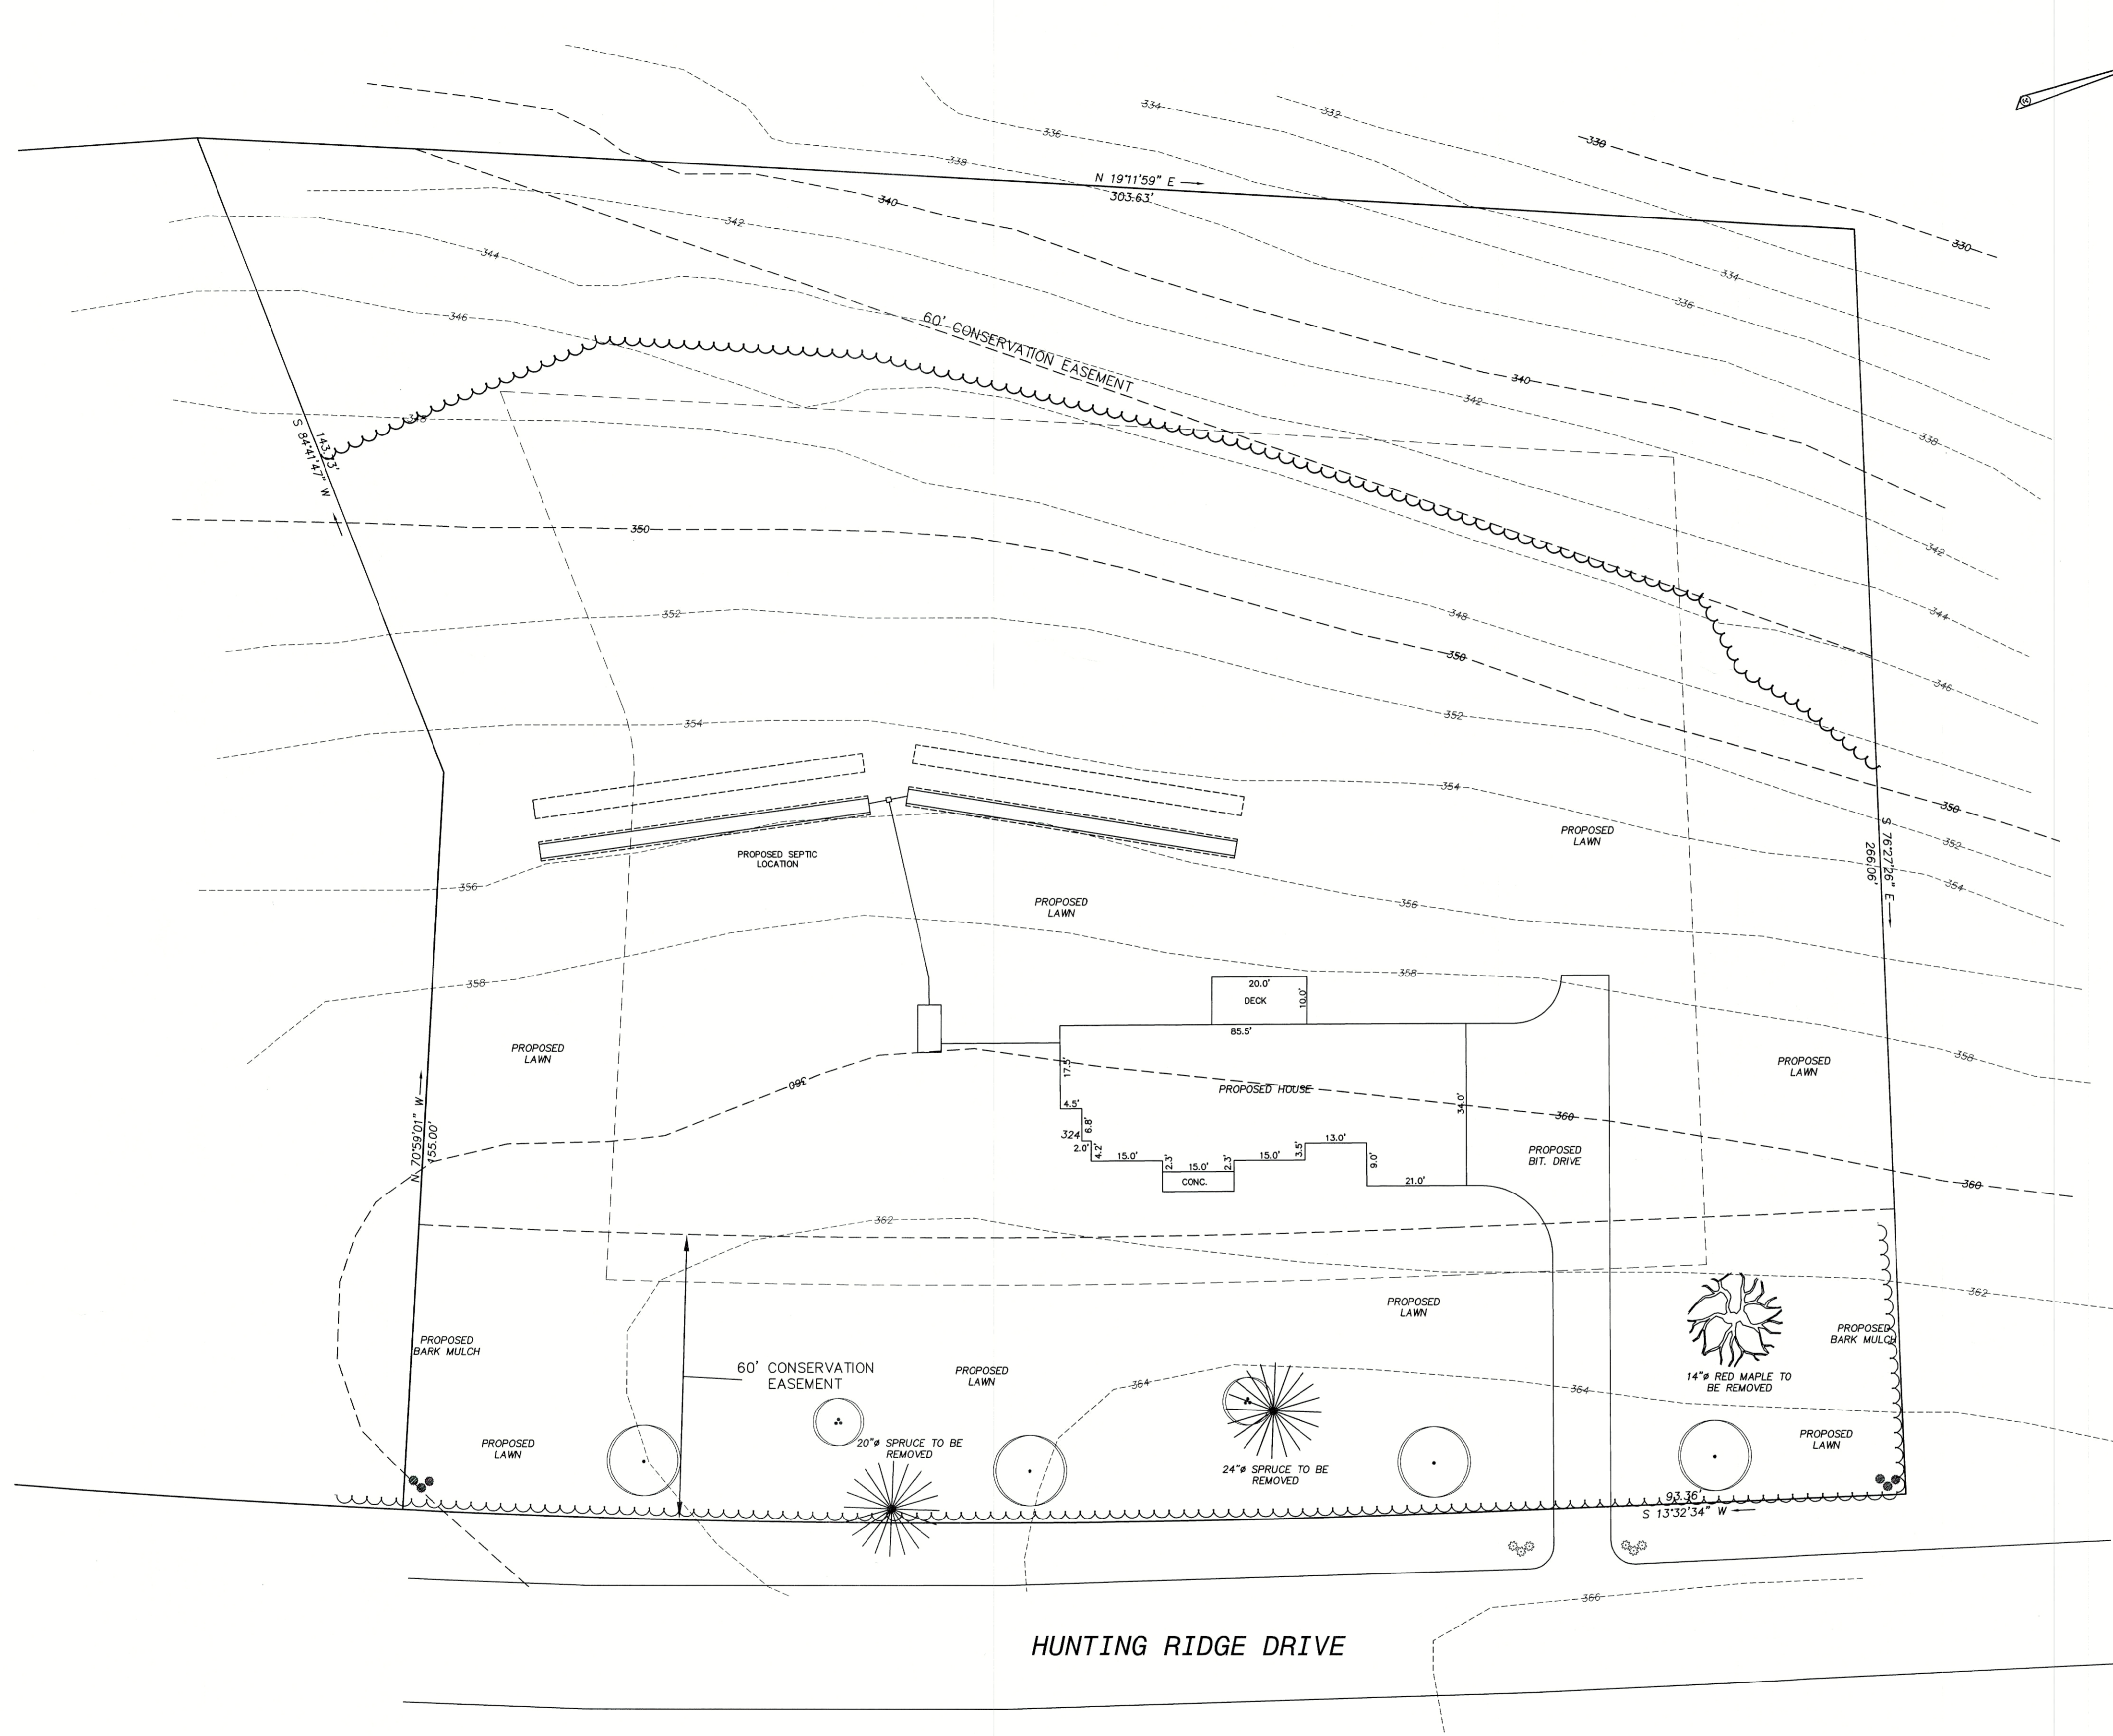 332
334
330
336
338
N 19°11'59" E
303.63'
340
342
330
344
334
336
346
60' CONSERVATION
EASEMENT
340
342
348
338
143.73'
S 84°41'47" W
350
342
352
348
344
350
346
354
352
354
350
PROPOSED
LAWN
S 76°27'26" E
266.06'
352
PROPOSED SEPTIC
LOCATION
354
356
PROPOSED
LAWN
356
358
358
20.0'
DECK
10.0'
85.5'
PROPOSED
LAWN
358
PROPOSED
LAWN
17.5'
360
PROPOSED HOUSE
34.0'
360
4.5'
6.8'
324
2.0'
4.2'
15.0'
2.3'
15.0'
2.3'
15.0'
3.5'
13.0'
9.0'
21.0'
CONC.
PROPOSED
BIT. DRIVE
N 70°59'01" W
155.00'
360
362
362
PROPOSED
LAWN
PROPOSED
BARK MULCH
PROPOSED
BARK MULCH
60' CONSERVATION
EASEMENT
PROPOSED
LAWN
364
364
14"ø RED MAPLE TO
BE REMOVED
PROPOSED
LAWN
20"ø SPRUCE TO BE
REMOVED
24"ø SPRUCE TO BE
REMOVED
PROPOSED
LAWN
93.36'
S 13°32'34" W
366
HUNTING RIDGE DRIVE